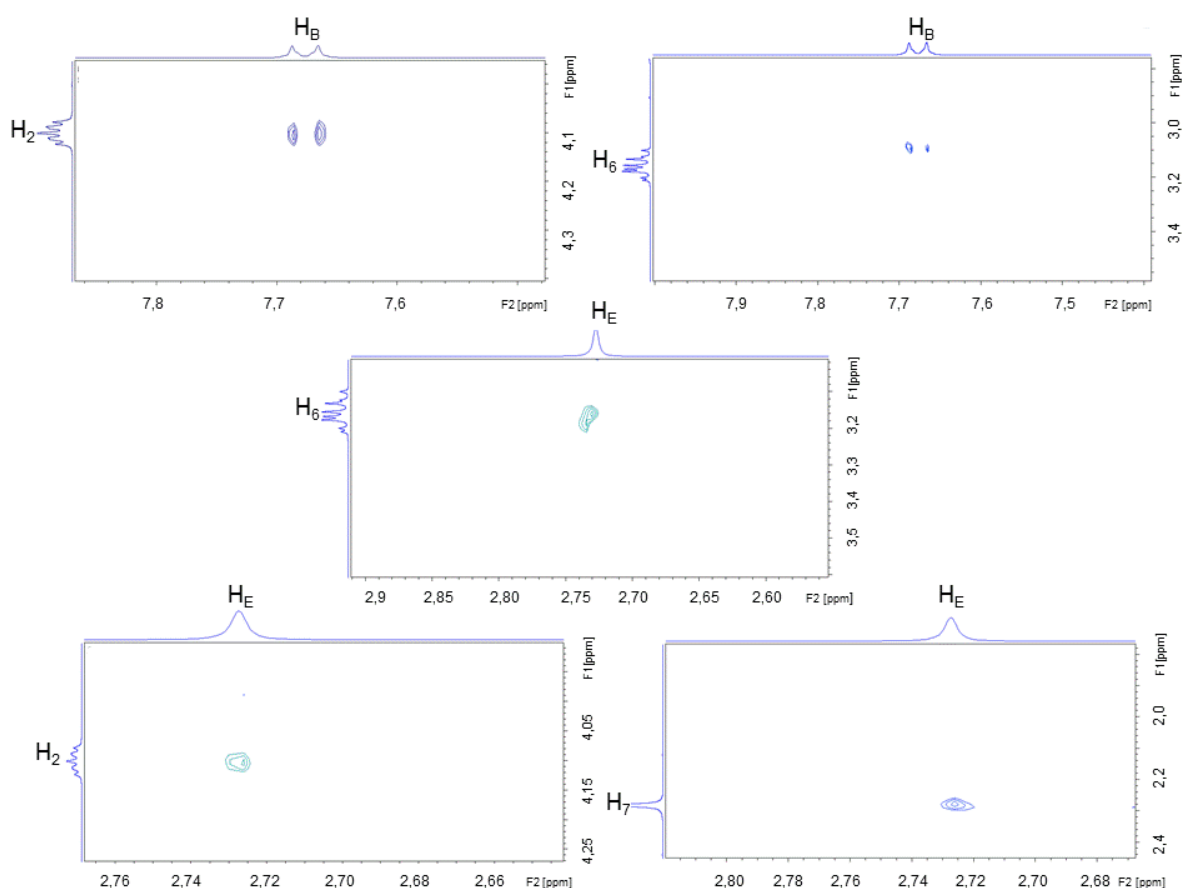 H_B
H_2
F1[ppm]
4,1
4,2
4,3
7,8
7,7
7,6
F2 [ppm]
H_B
H_6
F1[ppm]
3,0
3,2
3,4
7,9
7,8
7,7
7,6
7,5
F2 [ppm]
H_E
H_6
F1[ppm]
3,2
3,3
3,4
3,5
2,9
2,85
2,80
2,75
2,70
2,65
2,60
F2 [ppm]
H_E
H_2
F1[ppm]
4,05
4,15
4,25
2,76
2,74
2,72
2,70
2,68
2,66
F2 [ppm]
H_E
H_7
F1[ppm]
2,0
2,2
2,4
2,80
2,78
2,76
2,74
2,72
2,70
2,68
F2 [ppm]